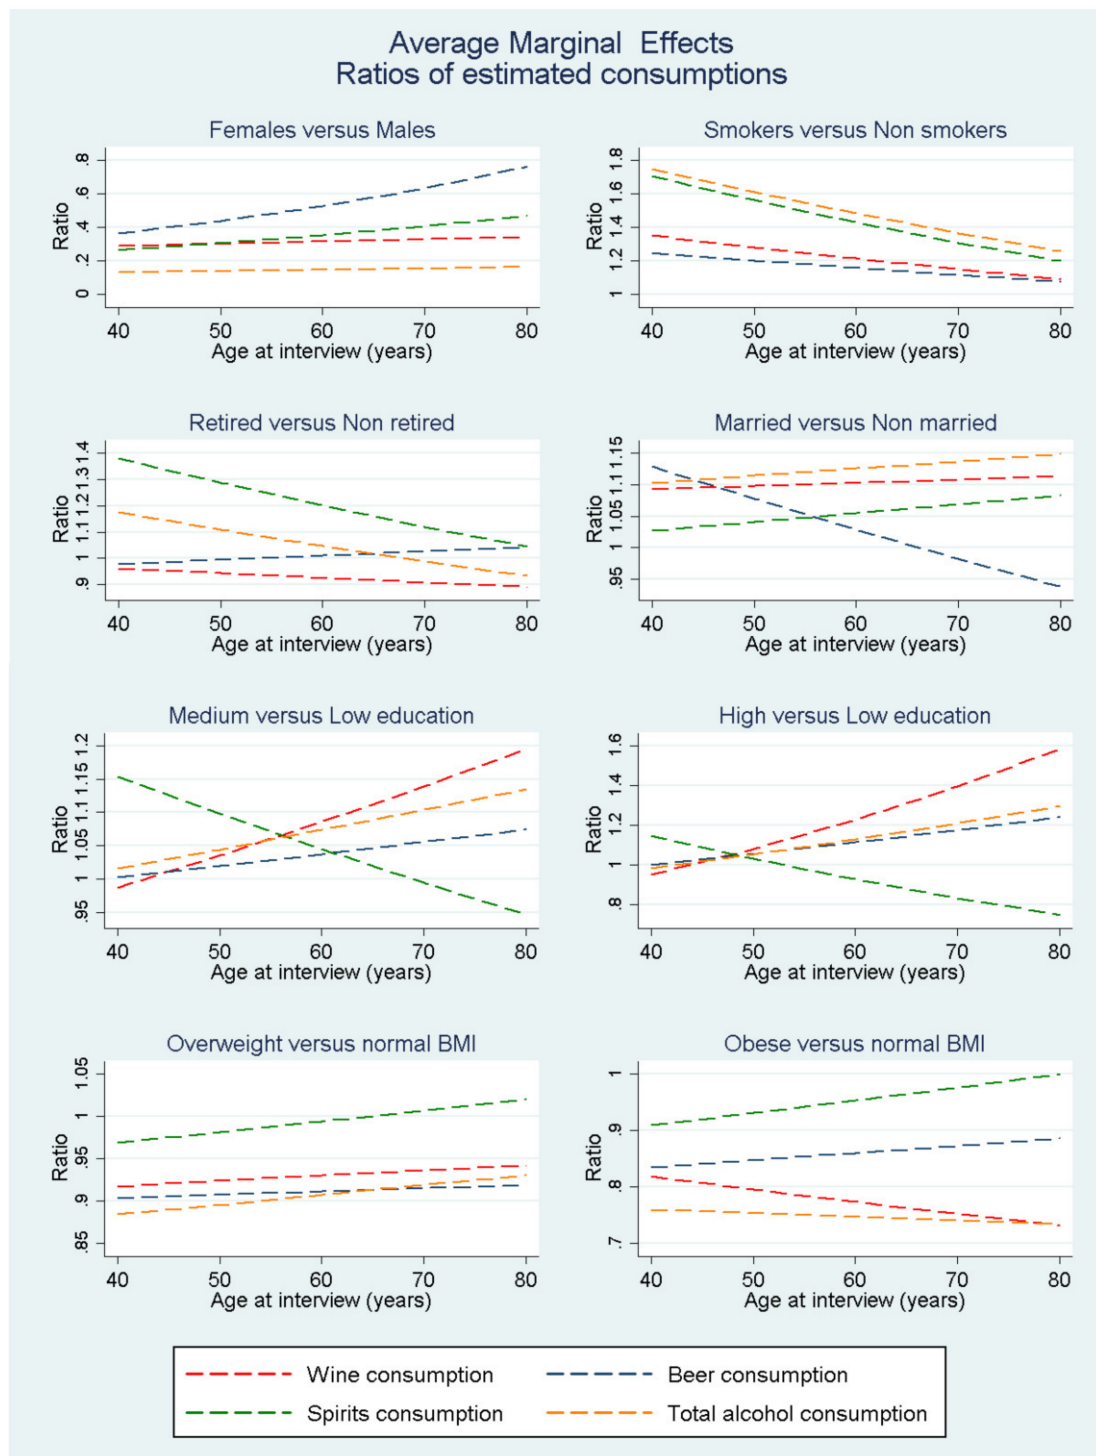 Average Marginal Effects
Ratios of estimated consumptions
Females versus Males
Ratio
0 .2 .4 .6 .8
40 50 60 70 80
Age at interview (years)
Smokers versus Non smokers
Ratio
1 1.2 1.4 1.6 1.8
40 50 60 70 80
Age at interview (years)
Retired versus Non retired
Ratio
.9 1 1.1 1.2 1.3 1.4
40 50 60 70 80
Age at interview (years)
Married versus Non married
Ratio
.95 1 1.05 1.1 1.15
40 50 60 70 80
Age at interview (years)
Medium versus Low education
Ratio
.95 1 1.05 1.1 1.15 1.2
40 50 60 70 80
Age at interview (years)
High versus Low education
Ratio
.8 1 1.2 1.4 1.6
40 50 60 70 80
Age at interview (years)
Overweight versus normal BMI
Ratio
.85 .9 .95 1 1.05
40 50 60 70 80
Age at interview (years)
Obese versus normal BMI
Ratio
.7 .8 .9 1
40 50 60 70 80
Age at interview (years)
Wine consumption
Beer consumption
Spirits consumption
Total alcohol consumption